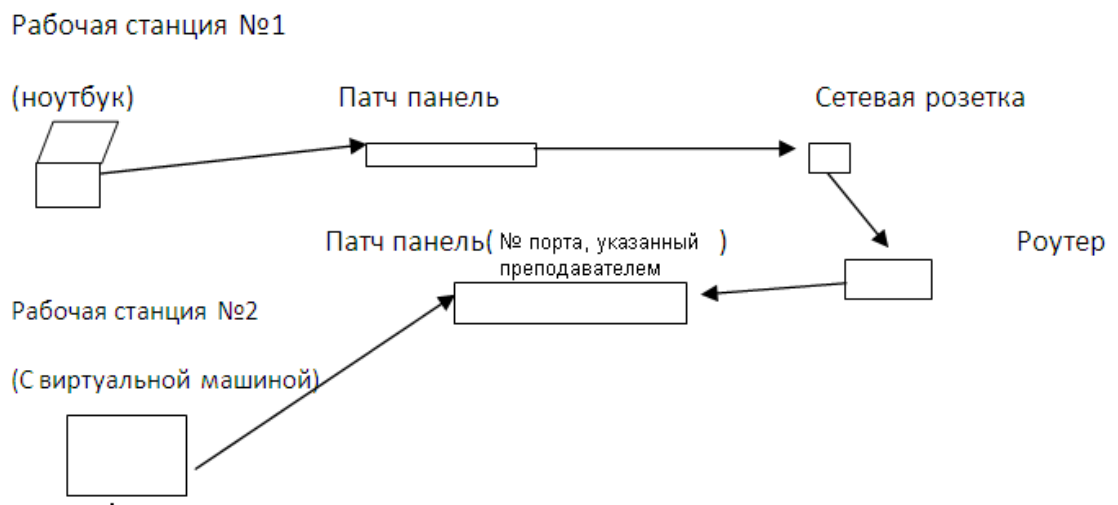 Рабочая станция №1
(ноутбук) Патч панель Сетевая розетка
Патч панель( № порта, указанный преподавателем ) Роутер
Рабочая станция №2
(С виртуальной машиной)